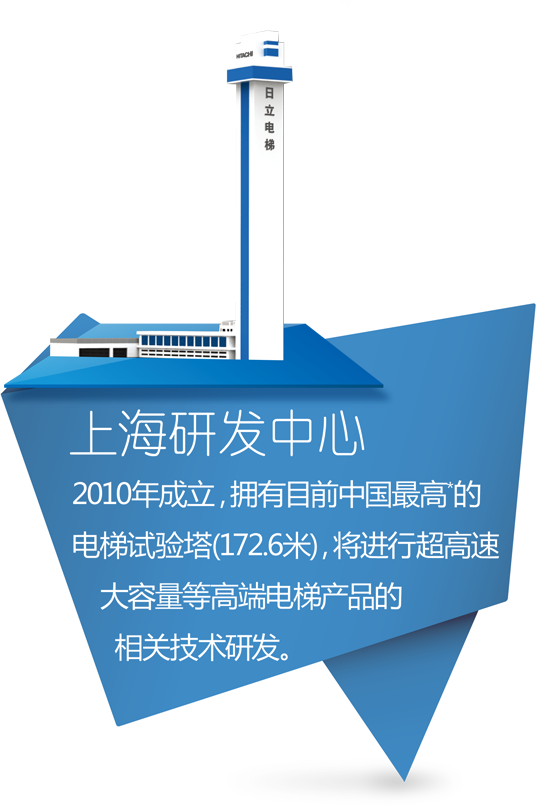 HITACHI
日立电梯
上海研发中心
2010年成立，拥有目前中国最高*的
电梯试验塔(172.6米)，将进行超高速
大容量等高端电梯产品的
相关技术研发。